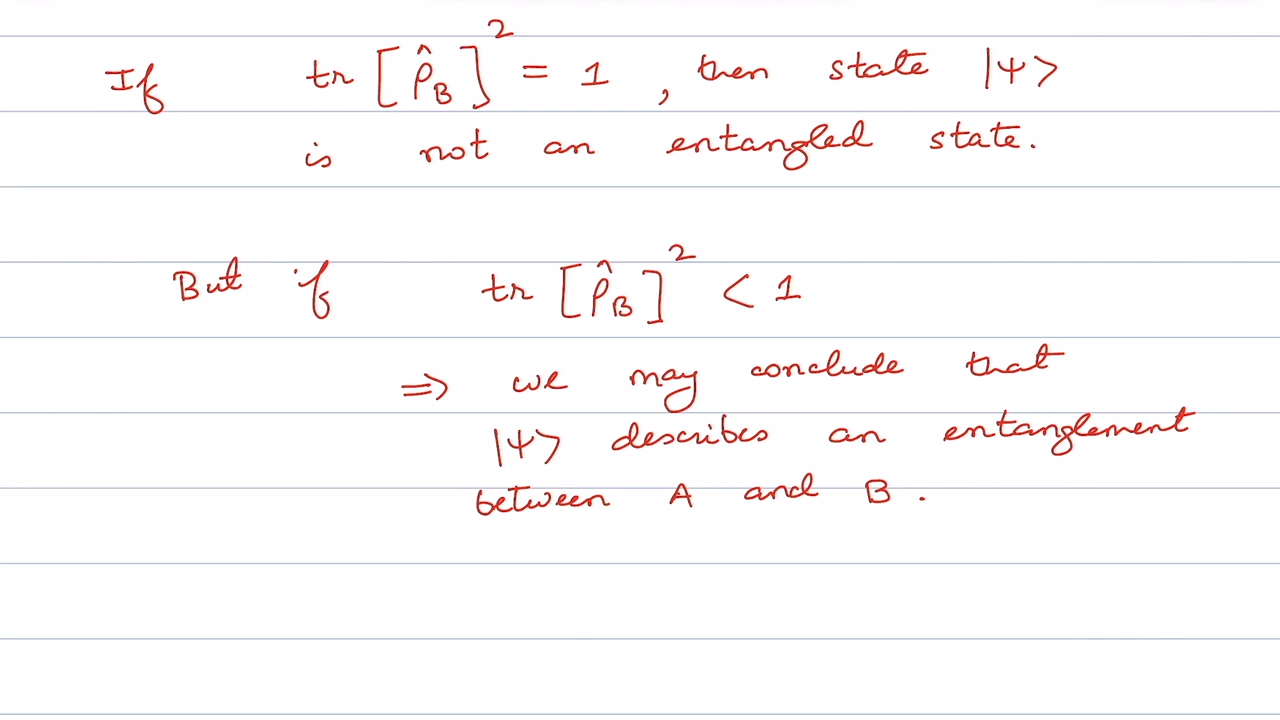 If tr [ρ̂_B]² = 1, then state |ψ>
is not an entangled state.
But if tr [ρ̂_B]² < 1
⇒ we may conclude that
|ψ> describes an entanglement
between A and B.